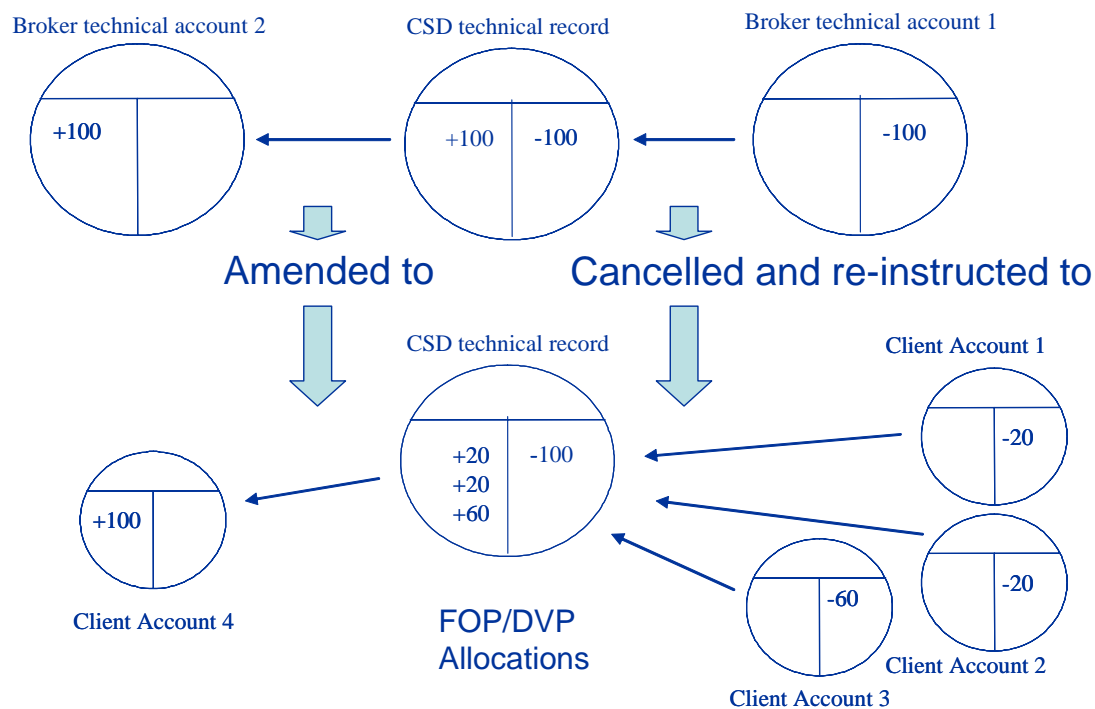 Broker technical account 2
CSD technical record
Broker technical account 1
+100
+100
-100
-100
Amended to
Cancelled and re-instructed to
CSD technical record
Client Account 1
+20
-100
+20
+60
-20
+100
-60
-20
Client Account 4
FOP/DVP
Allocations
Client Account 2
Client Account 3